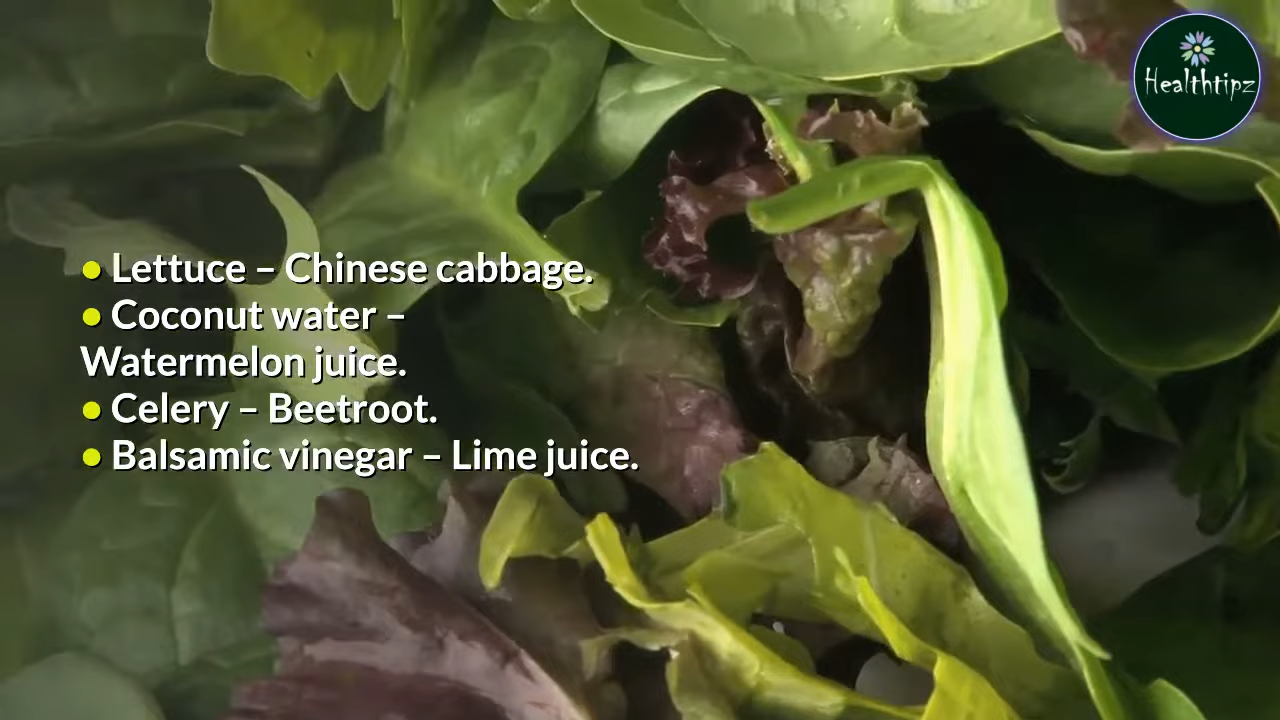 Healthtipz
● Lettuce – Chinese cabbage.
● Coconut water –
Watermelon juice.
● Celery – Beetroot.
● Balsamic vinegar – Lime juice.